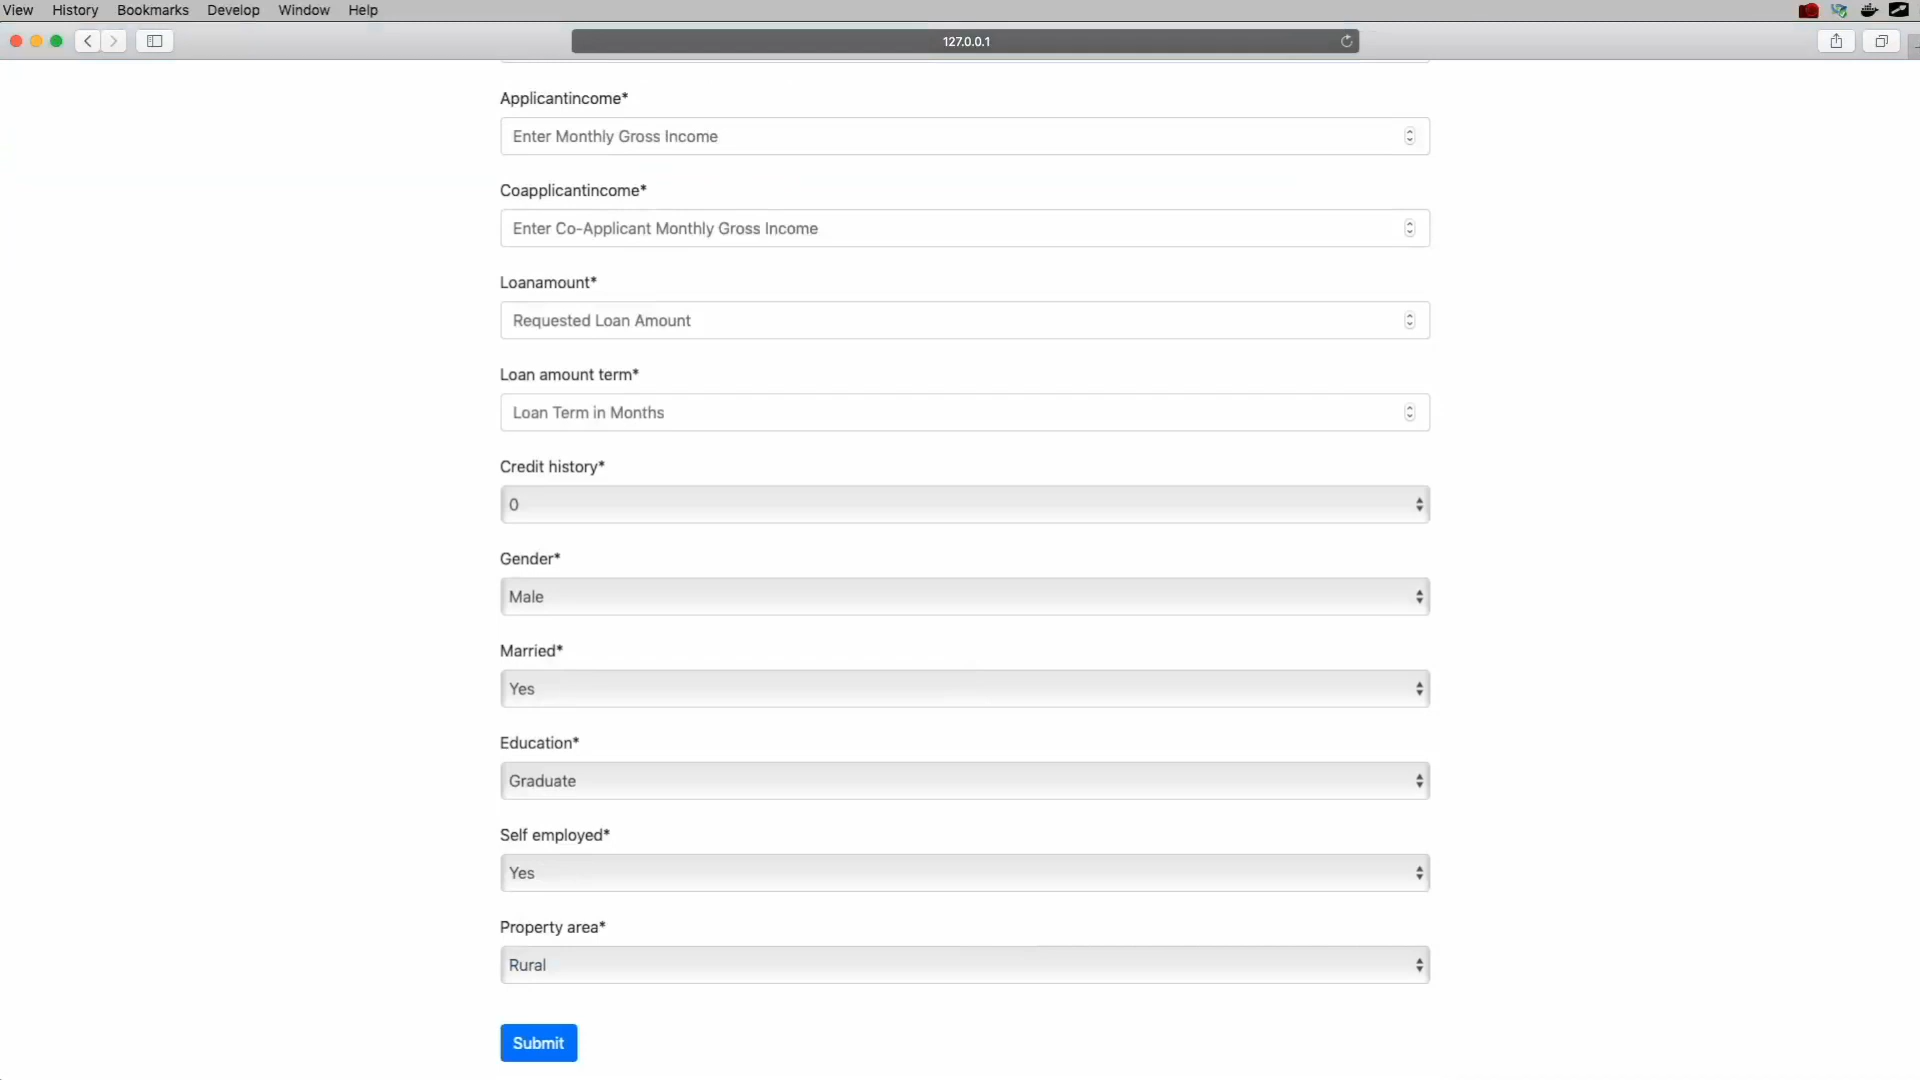 View History Bookmarks Develop Window Help
127.0.0.1
Applicantincome*
Enter Monthly Gross Income
Coapplicantincome*
Enter Co-Applicant Monthly Gross Income
Loanamount*
Requested Loan Amount
Loan amount term*
Loan Term in Months
Credit history*
0
Gender*
Male
Married*
Yes
Education*
Graduate
Self employed*
Yes
Property area*
Rural
Submit